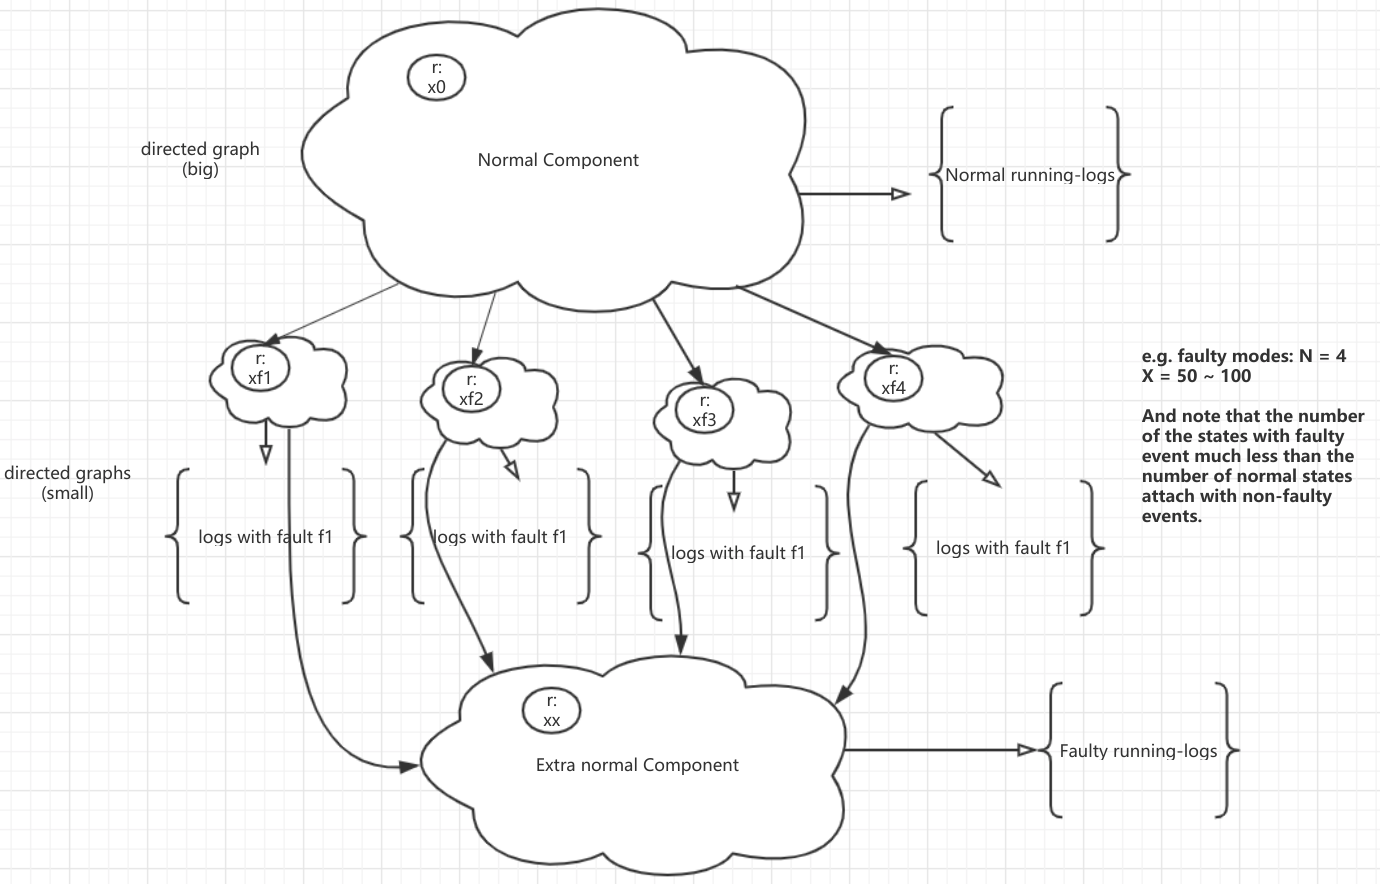 r:
x0
directed graph
(big)
Normal Component
Normal running-logs
r:
xf1
r:
xf2
r:
xf3
r:
xf4
e.g. faulty modes: N = 4
X = 50 ~ 100
And note that the number
of the states with faulty
event much less than the
number of normal states
attach with non-faulty
events.
directed graphs
(small)
logs with fault f1
logs with fault f1
logs with fault f1
logs with fault f1
r:
xx
Extra normal Component
Faulty running-logs